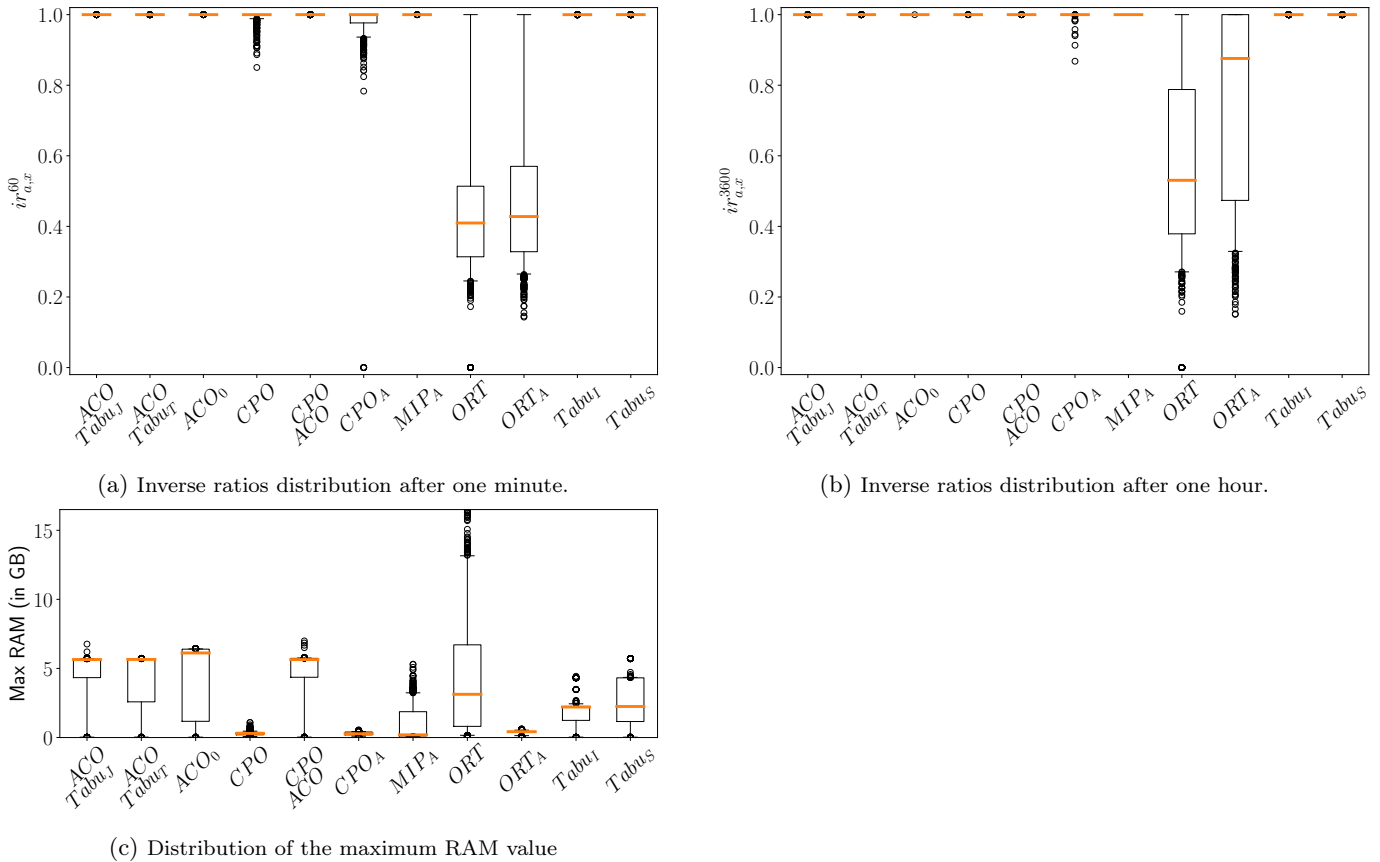 1.0
0.8
0.6
0.4
0.2
0.0
ir^{60}_{a,x}
ACO Tabu_J
ACO Tabu_T
ACO_0
CPO
CPO ACO
CPO_A
MIP_A
ORT
ORT_A
Tabu_I
Tabu_S
(a) Inverse ratios distribution after one minute.
1.0
0.8
0.6
0.4
0.2
0.0
ir^{3600}_{a,x}
ACO Tabu_J
ACO Tabu_T
ACO_0
CPO
CPO ACO
CPO_A
MIP_A
ORT
ORT_A
Tabu_I
Tabu_S
(b) Inverse ratios distribution after one hour.
15
10
5
0
Max RAM (in GB)
ACO Tabu_J
ACO Tabu_T
ACO_0
CPO
CPO ACO
CPO_A
MIP_A
ORT
ORT_A
Tabu_I
Tabu_S
(c) Distribution of the maximum RAM value